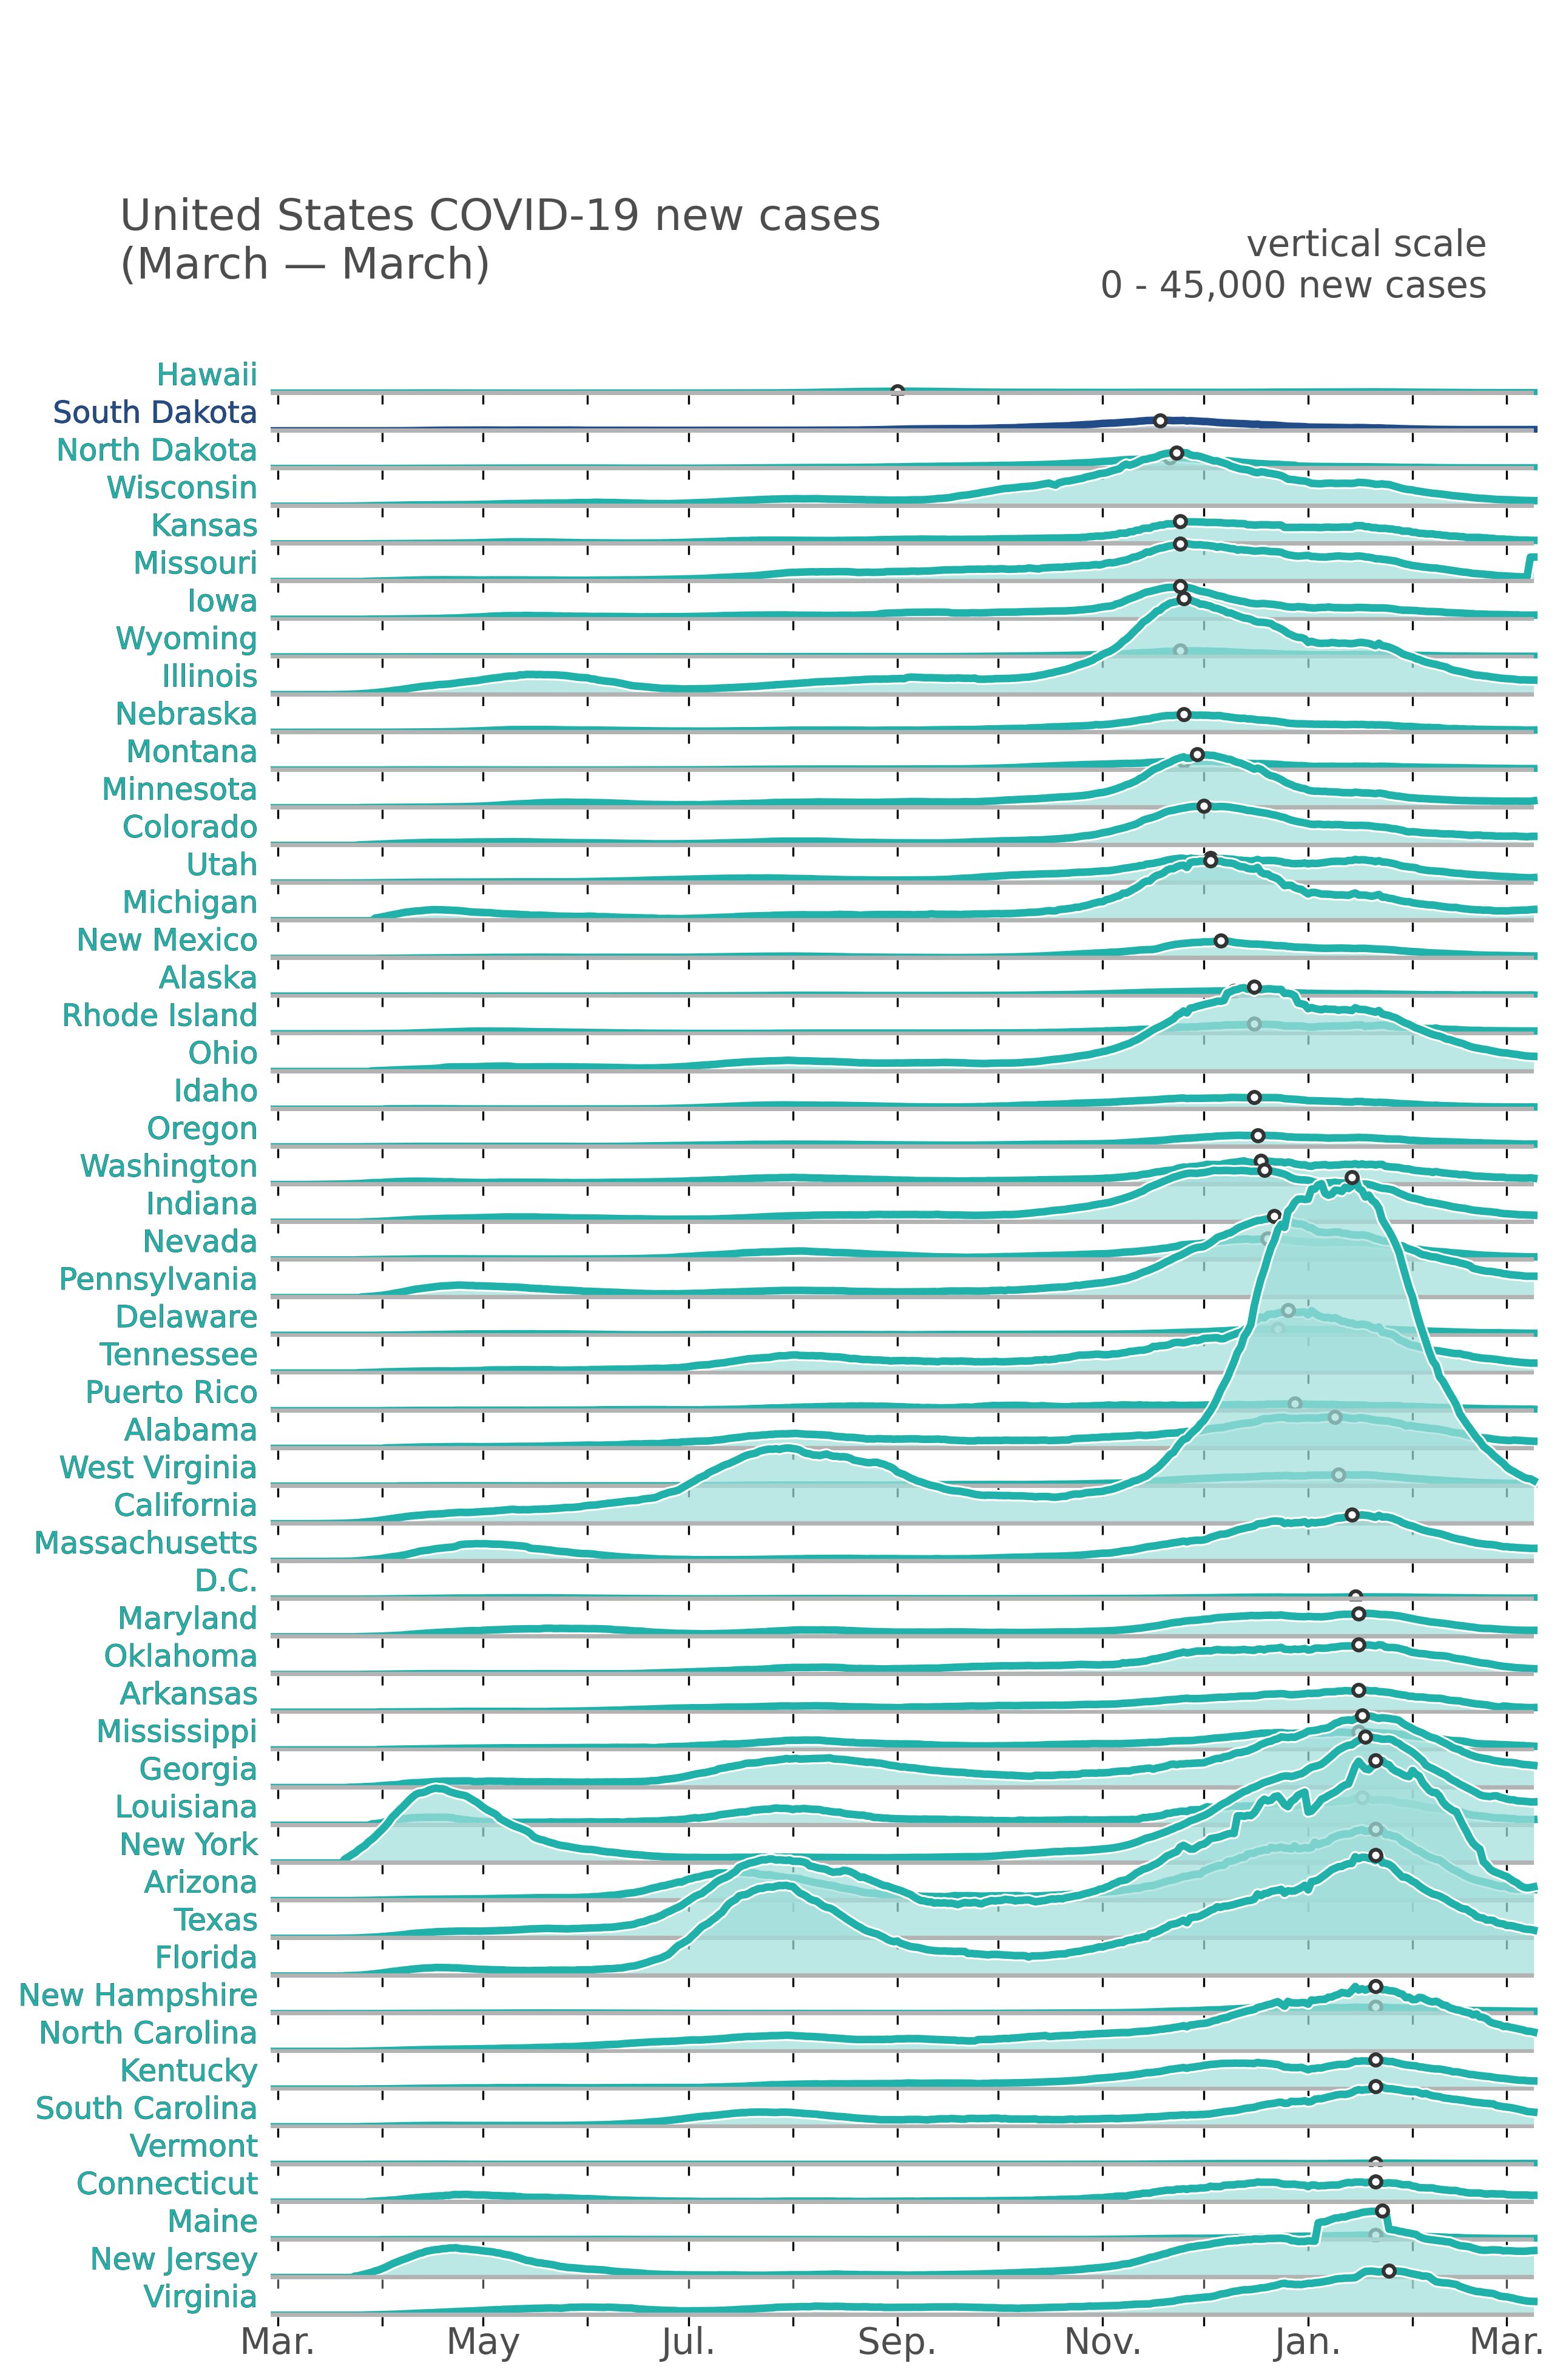 United States COVID-19 new cases
(March — March)
vertical scale
0 - 45,000 new cases
Hawaii
South Dakota
North Dakota
Wisconsin
Kansas
Missouri
Iowa
Wyoming
Illinois
Nebraska
Montana
Minnesota
Colorado
Utah
Michigan
New Mexico
Alaska
Rhode Island
Ohio
Idaho
Oregon
Washington
Indiana
Nevada
Pennsylvania
Delaware
Tennessee
Puerto Rico
Alabama
West Virginia
California
Massachusetts
D.C.
Maryland
Oklahoma
Arkansas
Mississippi
Georgia
Louisiana
New York
Arizona
Texas
Florida
New Hampshire
North Carolina
Kentucky
South Carolina
Vermont
Connecticut
Maine
New Jersey
Virginia
Mar. May Jul. Sep. Nov. Jan. Mar.